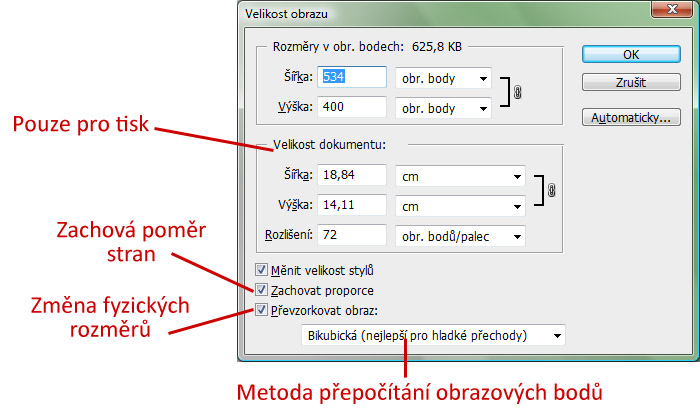 Velikost obrazu
Rozměry v obr. bodech: 625,8 KB
Šířka: 534 obr. body
Výška: 400 obr. body
OK
Zrušit
Automaticky...
Pouze pro tisk
Velikost dokumentu:
Šířka: 18,84 cm
Výška: 14,11 cm
Rozlišení: 72 obr. bodů/palec
Zachová poměr
stran
Změna fyzických
rozměrů
Měnit velikost stylů
Zachovat proporce
Převzorkovat obraz:
Bikubická (nejlepší pro hladké přechody)
Metoda přepočítání obrazových bodů